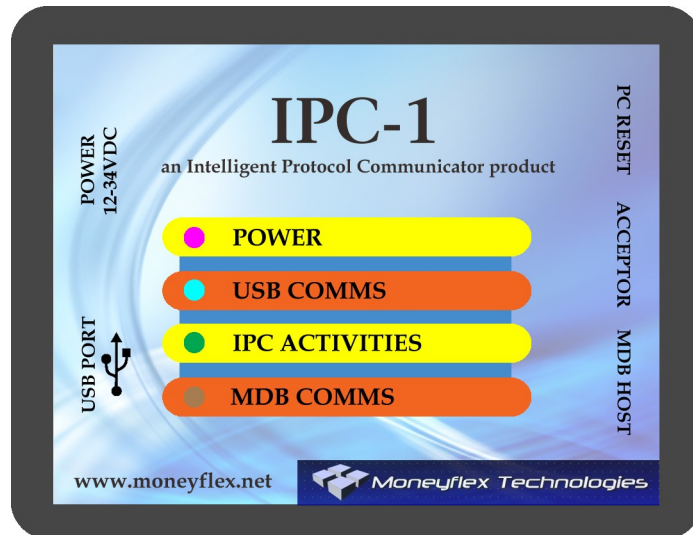 IPC-1
an Intelligent Protocol Communicator product
POWER
12-34VDC
USB PORT
POWER
USB COMMS
IPC ACTIVITIES
MDB COMMS
PC RESET
ACCEPTOR
MDB HOST
www.moneyflex.net
Moneyflex Technologies